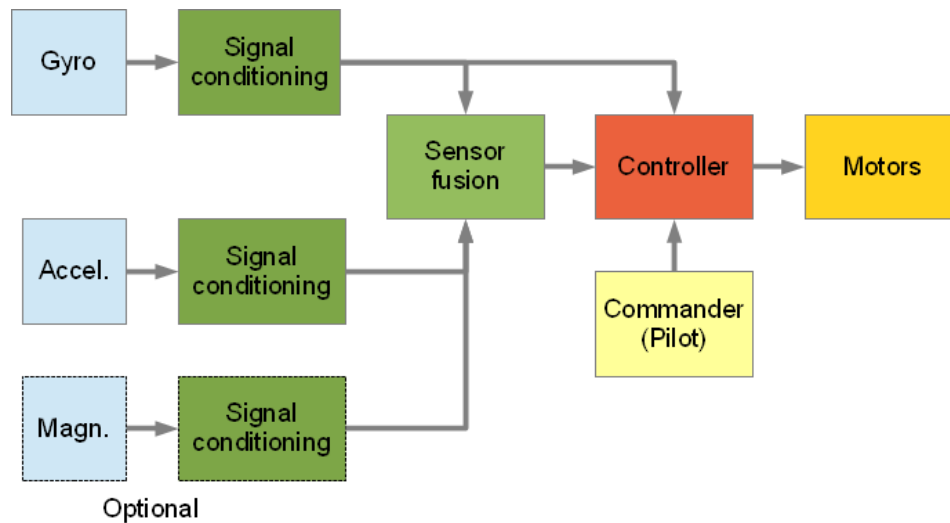 Gyro
Signal
conditioning
Sensor
fusion
Controller
Motors
Accel.
Signal
conditioning
Commander
(Pilot)
Magn.
Signal
conditioning
Optional